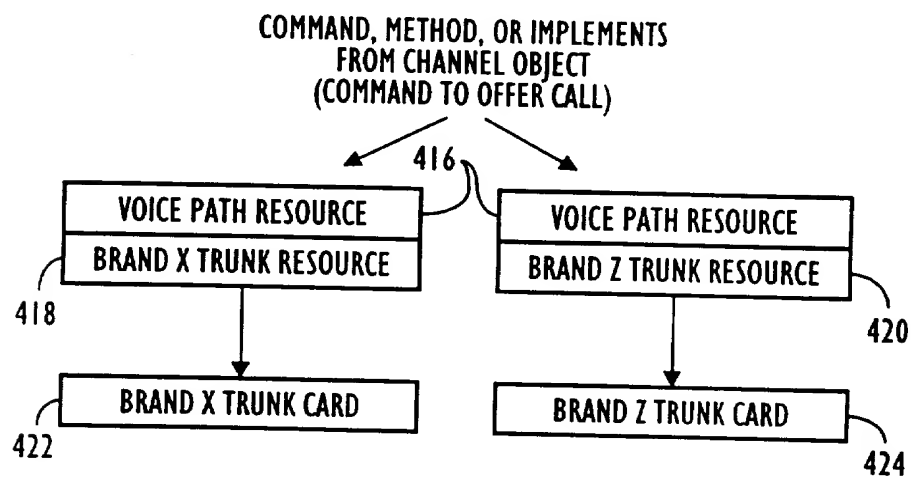 COMMAND, METHOD, OR IMPLEMENTS
FROM CHANNEL OBJECT
(COMMAND TO OFFER CALL)
416
VOICE PATH RESOURCE
VOICE PATH RESOURCE
BRAND X TRUNK RESOURCE
BRAND Z TRUNK RESOURCE
418
420
BRAND X TRUNK CARD
BRAND Z TRUNK CARD
422
424